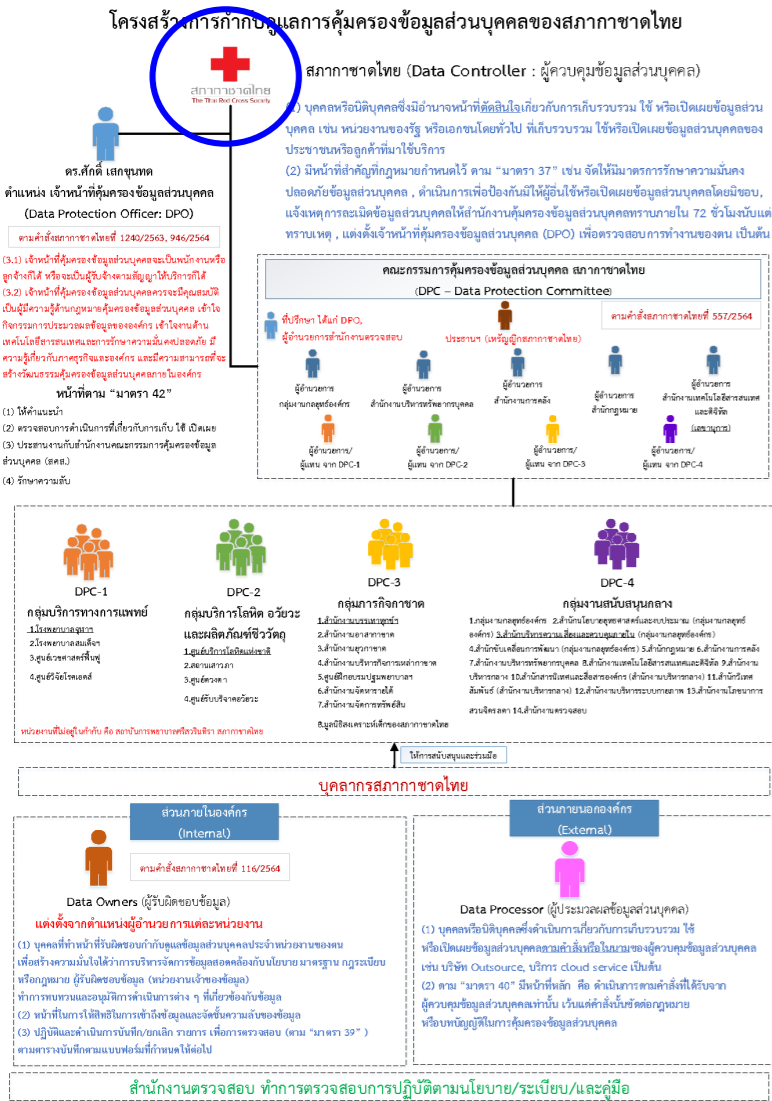 โครงสร้างการกำกับดูแลการคุ้มครองข้อมูลส่วนบุคคลของสภากาชาดไทย
สภากาชาดไทย
The Thai Red Cross Society
สภากาชาดไทย (Data Controller : ผู้ควบคุมข้อมูลส่วนบุคคล)
(1) บุคคลหรือนิติบุคคลซึ่งมีอำนาจหน้าที่ตัดสินใจเกี่ยวกับการเก็บรวบรวม ใช้ หรือเปิดเผยข้อมูลส่วน
บุคคล เช่น หน่วยงานของรัฐ หรือเอกชนโดยทั่วไป ที่เก็บรวบรวม ใช้หรือเปิดเผยข้อมูลส่วนบุคคลของ
ประชาชนหรือลูกค้าที่มาใช้บริการ
(2) มีหน้าที่สำคัญที่กฎหมายกำหนดไว้ ตาม “มาตรา 37” เช่น จัดให้มีมาตรการรักษาความมั่นคง
ปลอดภัยข้อมูลส่วนบุคคล , ดำเนินการเพื่อป้องกันมิให้ผู้อื่นใช้หรือเปิดเผยข้อมูลส่วนบุคคลโดยมิชอบ,
แจ้งเหตุการละเมิดข้อมูลส่วนบุคคลให้สำนักงานคุ้มครองข้อมูลส่วนบุคคลทราบภายใน 72 ชั่วโมงนับแต่
ทราบเหตุ , แต่งตั้งเจ้าหน้าที่คุ้มครองข้อมูลส่วนบุคคล (DPO) เพื่อตรวจสอบการทำงานของตน เป็นต้น
ดร.ศักดิ์ เสกขุนทด
ตำแหน่ง เจ้าหน้าที่คุ้มครองข้อมูลส่วนบุคคล
(Data Protection Officer: DPO)
ตามคำสั่งสภากาชาดไทยที่ 1240/2563, 946/2564
(3.1) เจ้าหน้าที่คุ้มครองข้อมูลส่วนบุคคลจะเป็นพนักงานหรือ
ลูกจ้างก็ได้ หรือจะเป็นผู้รับจ้างตามสัญญาให้บริการก็ได้
(3.2) เจ้าหน้าที่คุ้มครองข้อมูลส่วนบุคคลควรจะมีคุณสมบัติ
เป็นผู้มีความรู้ด้านกฎหมายคุ้มครองข้อมูลส่วนบุคคล เข้าใจ
กิจกรรมการประมวลผลข้อมูลขององค์กร เข้าใจงานด้าน
เทคโนโลยีสารสนเทศและการรักษาความมั่นคงปลอดภัย มี
ความรู้เกี่ยวกับภาคธุรกิจและองค์กร และมีความสามารถที่จะ
สร้างวัฒนธรรมคุ้มครองข้อมูลส่วนบุคคลภายในองค์กร
หน้าที่ตาม “มาตรา 42”
(1) ให้คำแนะนำ
(2) ตรวจสอบการดำเนินการที่เกี่ยวกับการเก็บ ใช้ เปิดเผย
(3) ประสานงานกับสำนักงานคณะกรรมการคุ้มครองข้อมูล
ส่วนบุคคล (สคส.)
(4) รักษาความลับ
คณะกรรมการคุ้มครองข้อมูลส่วนบุคคล สภากาชาดไทย
(DPC – Data Protection Committee)
ที่ปรึกษา ได้แก่ DPO,
ผู้อำนวยการสำนักงานตรวจสอบ
ประธานฯ (เหรัญญิกสภากาชาดไทย)
ตามคำสั่งสภากาชาดไทยที่ 557/2564
ผู้อำนวยการ
กลุ่มงานกลยุทธ์องค์กร
ผู้อำนวยการ
สำนักงานบริหารทรัพยากรบุคคล
ผู้อำนวยการ
สำนักงานการคลัง
ผู้อำนวยการ
สำนักกฎหมาย
ผู้อำนวยการ
สำนักงานเทคโนโลยีสารสนเทศ
และดิจิทัล
(เลขานุการ)
ผู้อำนวยการ/
ผู้แทน จาก DPC-1
ผู้อำนวยการ/
ผู้แทน จาก DPC-2
ผู้อำนวยการ/
ผู้แทน จาก DPC-3
ผู้อำนวยการ/
ผู้แทน จาก DPC-4
DPC-1
กลุ่มบริการทางการแพทย์
1.โรงพยาบาลจุฬาฯ
2.โรงพยาบาลสมเด็จฯ
3.ศูนย์เวชศาสตร์ฟื้นฟู
4.ศูนย์วิจัยโรคเอดส์
DPC-2
กลุ่มบริการโลหิต อวัยวะ
และผลิตภัณฑ์ชีววัตถุ
1.ศูนย์บริการโลหิตแห่งชาติ
2.สถานเสาวภา
3.ศูนย์ดวงตา
4.ศูนย์รับบริจาคอวัยวะ
DPC-3
กลุ่มภารกิจกาชาด
1.สำนักงานบรรเทาทุกข์ฯ
2.สำนักงานอาสากาชาด
3.สำนักงานยุวกาชาด
4.สำนักงานบริหารกิจการเหล่ากาชาด
5.ศูนย์ฝึกอบรมปฐมพยาบาลฯ
6.สำนักงานจัดหารายได้
7.สำนักงานจัดการทรัพย์สิน
8.มูลนิธิสงเคราะห์เด็กของสภากาชาดไทย
DPC-4
กลุ่มงานสนับสนุนกลาง
1.กลุ่มงานกลยุทธ์องค์กร 2.สำนักนโยบายยุทธศาสตร์และงบประมาณ (กลุ่มงานกลยุทธ์
องค์กร) 3.สำนักบริหารความเสี่ยงและควบคุมภายใน (กลุ่มงานกลยุทธ์องค์กร)
4.สำนักขับเคลื่อนการพัฒนา (กลุ่มงานกลยุทธ์องค์กร) 5.สำนักกฎหมาย 6.สำนักงานการคลัง
7.สำนักงานบริหารทรัพยากรบุคคล 8.สำนักงานเทคโนโลยีสารสนเทศและดิจิทัล 9.สำนักงาน
บริหารกลาง 10.สำนักสารนิเทศและสื่อสารองค์กร (สำนักงานบริหารกลาง) 11.สำนักวิเทศ
สัมพันธ์ (สำนักงานบริหารกลาง) 12.สำนักงานบริหารระบบกายภาพ 13.สำนักงานโภชนาการ
สวนจิตรลดา 14.สำนักงานตรวจสอบ
หน่วยงานที่ไม่อยู่ในกำกับ คือ สถาบันการพยาบาลศรีสวรินทิรา สภากาชาดไทย
ให้การสนับสนุนและร่วมมือ
บุคลากรสภากาชาดไทย
ส่วนภายในองค์กร
(Internal)
ตามคำสั่งสภากาชาดไทยที่ 116/2564
Data Owners (ผู้รับผิดชอบข้อมูล)
แต่งตั้งจากตำแหน่งผู้อำนวยการแต่ละหน่วยงาน
(1) บุคคลที่ทำหน้าที่รับผิดชอบกำกับดูแลข้อมูลส่วนบุคคลประจำหน่วยงานของตน
เพื่อสร้างความมั่นใจได้ว่าการบริหารจัดการข้อมูลสอดคล้องกับนโยบาย มาตรฐาน กฎระเบียบ
หรือกฎหมาย ผู้รับผิดชอบข้อมูล (หน่วยงานเจ้าของข้อมูล)
ทำการทบทวนและอนุมัติการดำเนินการต่าง ๆ ที่เกี่ยวข้องกับข้อมูล
(2) หน้าที่ในการให้สิทธิในการเข้าถึงข้อมูลและจัดชั้นความลับของข้อมูล
(3) ปฏิบัติและดำเนินการบันทึก/ยกเลิก รายการ เพื่อการตรวจสอบ (ตาม “มาตรา 39” )
ตามตารางบันทึกตามแบบฟอร์มที่กำหนดให้ต่อไป
ส่วนภายนอกองค์กร
(External)
Data Processor (ผู้ประมวลผลข้อมูลส่วนบุคคล)
(1) บุคคลหรือนิติบุคคลซึ่งดำเนินการเกี่ยวกับการเก็บรวบรวม ใช้
หรือเปิดเผยข้อมูลส่วนบุคคลตามคำสั่งหรือในนามของผู้ควบคุมข้อมูลส่วนบุคคล
เช่น บริษัท Outsource, บริการ cloud service เป็นต้น
(2) ตาม “มาตรา 40” มีหน้าที่หลัก คือ ดำเนินการตามคำสั่งที่ได้รับจาก
ผู้ควบคุมข้อมูลส่วนบุคคลเท่านั้น เว้นแต่คำสั่งนั้นขัดต่อกฎหมาย
หรือบทบัญญัติในการคุ้มครองข้อมูลส่วนบุคคล
สำนักงานตรวจสอบ ทำการตรวจสอบการปฏิบัติตามนโยบาย/ระเบียบ/และคู่มือ